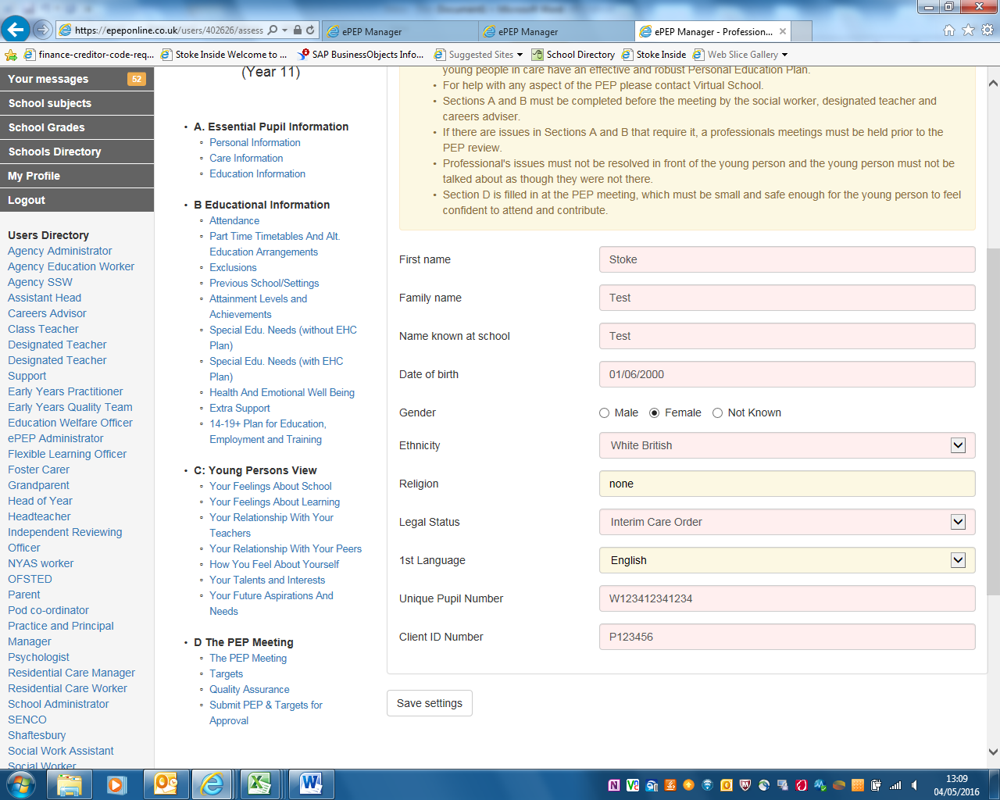 https://epeponline.co.uk/users/402626/assess
ePEP Manager
ePEP Manager
ePEP Manager - Profession...
finance-creditor-code-req...
Stoke Inside Welcome to ...
SAP BusinessObjects Info...
Suggested Sites
School Directory
Stoke Inside
Web Slice Gallery
Your messages
52
School subjects
School Grades
Schools Directory
My Profile
Logout
Users Directory
Agency Administrator
Agency Education Worker
Agency SSW
Assistant Head
Careers Advisor
Class Teacher
Designated Teacher
Designated Teacher
Support
Early Years Practitioner
Early Years Quality Team
Education Welfare Officer
ePEP Administrator
Flexible Learning Officer
Foster Carer
Grandparent
Head of Year
Headteacher
Independent Reviewing
Officer
NYAS worker
OFSTED
Parent
Pod co-ordinator
Practice and Principal
Manager
Psychologist
Residential Care Manager
Residential Care Worker
School Administrator
SENCO
Shaftesbury
Social Work Assistant
Social Worker
(Year 11)
• A. Essential Pupil Information
◦ Personal Information
◦ Care Information
◦ Education Information
• B Educational Information
◦ Attendance
◦ Part Time Timetables And Alt.
Education Arrangements
◦ Exclusions
◦ Previous School/Settings
◦ Attainment Levels and
Achievements
◦ Special Edu. Needs (without EHC
Plan)
◦ Special Edu. Needs (with EHC
Plan)
◦ Health And Emotional Well Being
◦ Extra Support
◦ 14-19+ Plan for Education,
Employment and Training
• C: Young Persons View
◦ Your Feelings About School
◦ Your Feelings About Learning
◦ Your Relationship With Your
Teachers
◦ Your Relationship With Your Peers
◦ How You Feel About Yourself
◦ Your Talents and Interests
◦ Your Future Aspirations And
Needs
• D The PEP Meeting
◦ The PEP Meeting
◦ Targets
◦ Quality Assurance
◦ Submit PEP & Targets for
Approval
young people in care have an effective and robust Personal Education Plan.
• For help with any aspect of the PEP please contact Virtual School.
• Sections A and B must be completed before the meeting by the social worker, designated teacher and
careers adviser.
• If there are issues in Sections A and B that require it, a professionals meetings must be held prior to the
PEP review.
• Professional's issues must not be resolved in front of the young person and the young person must not be
talked about as though they were not there.
• Section D is filled in at the PEP meeting, which must be small and safe enough for the young person to feel
confident to attend and contribute.
First name Stoke
Family name Test
Name known at school Test
Date of birth 01/06/2000
Gender Male Female Not Known
Ethnicity White British
Religion none
Legal Status Interim Care Order
1st Language English
Unique Pupil Number W123412341234
Client ID Number P123456
Save settings
13:09
04/05/2016